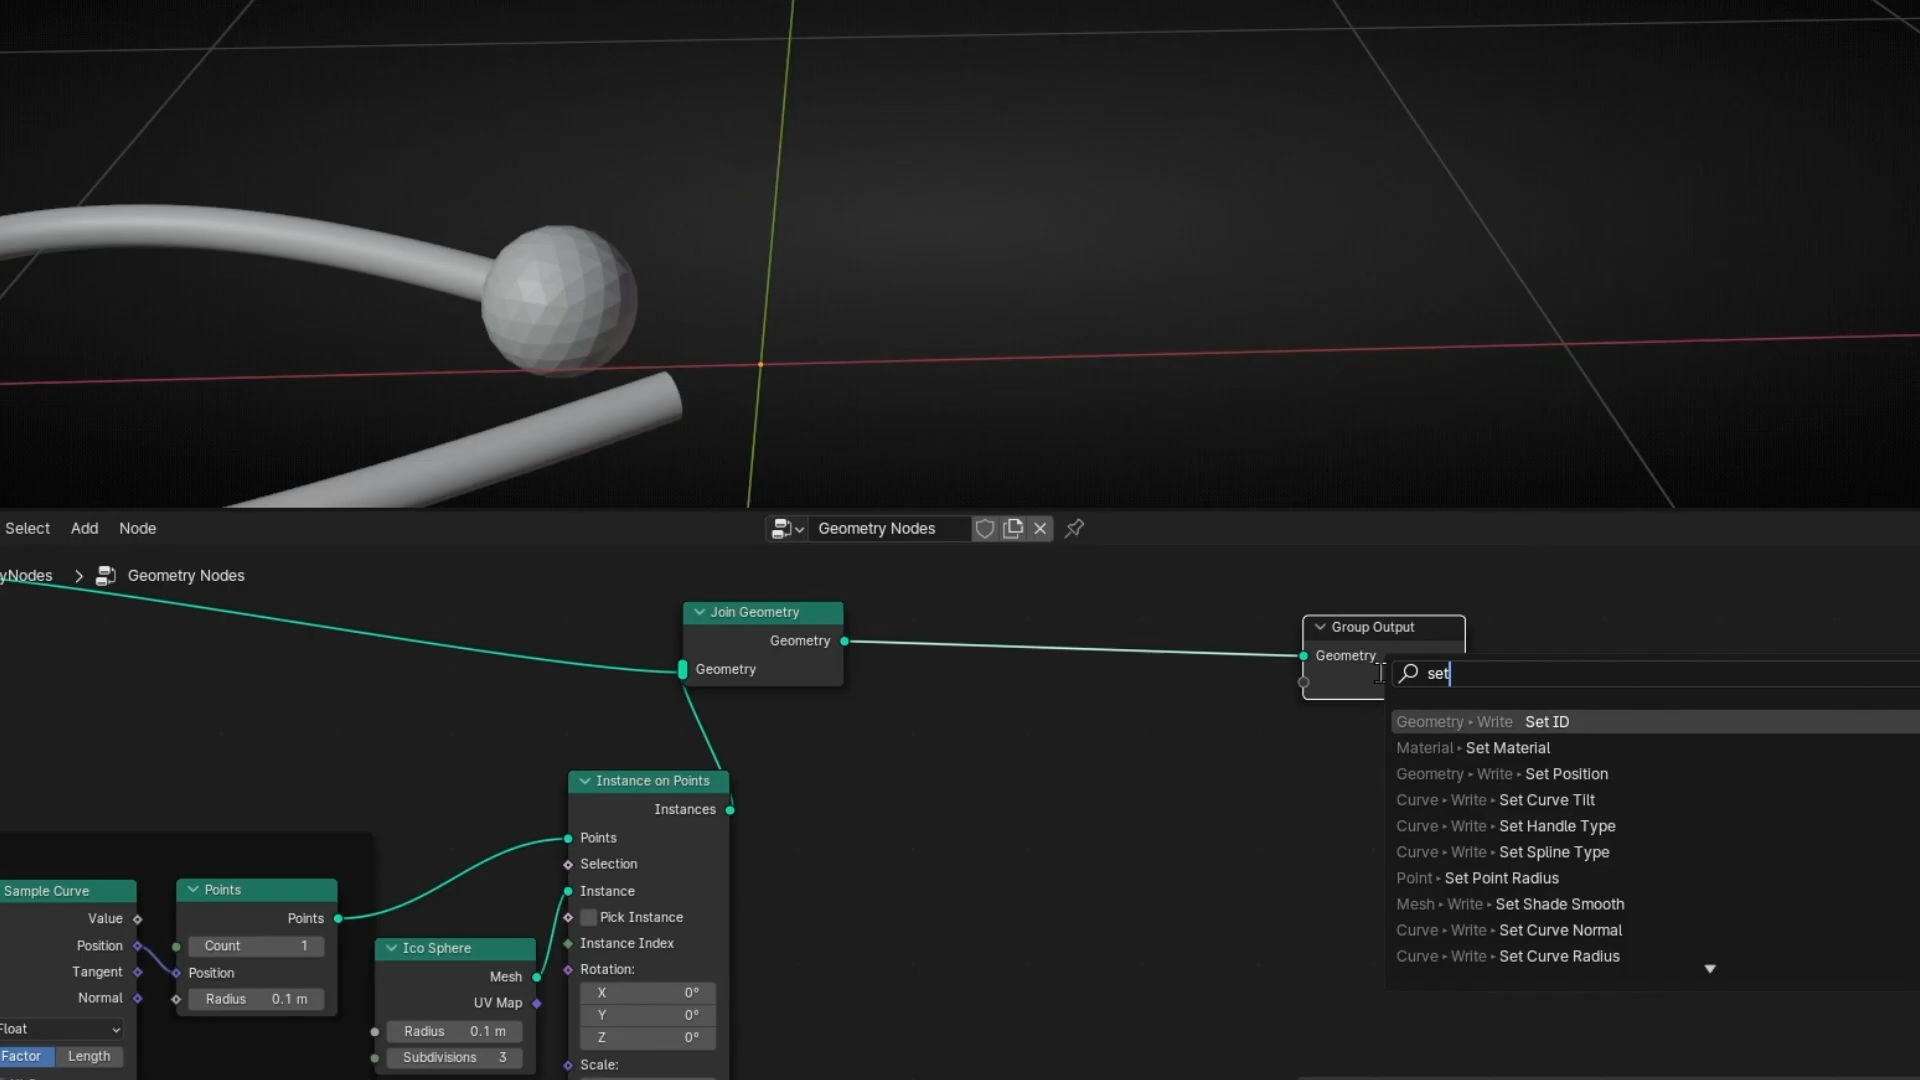 Select Add Node
Geometry Nodes
yNodes > Geometry Nodes
Join Geometry
Geometry
Geometry
Group Output
Geometry
set
Geometry ▸ Write Set ID
Material ▸ Set Material
Geometry ▸ Write ▸ Set Position
Curve ▸ Write ▸ Set Curve Tilt
Curve ▸ Write ▸ Set Handle Type
Curve ▸ Write ▸ Set Spline Type
Point ▸ Set Point Radius
Mesh ▸ Write ▸ Set Shade Smooth
Curve ▸ Write ▸ Set Curve Normal
Curve ▸ Write ▸ Set Curve Radius
Instance on Points
Instances
Points
Selection
Instance
Pick Instance
Instance Index
Rotation:
X 0°
Y 0°
Z 0°
Scale:
Sample Curve
Value
Position
Tangent
Normal
Float
Factor Length
Points
Points
Count 1
Position
Radius 0.1 m
Ico Sphere
Mesh
UV Map
Radius 0.1 m
Subdivisions 3